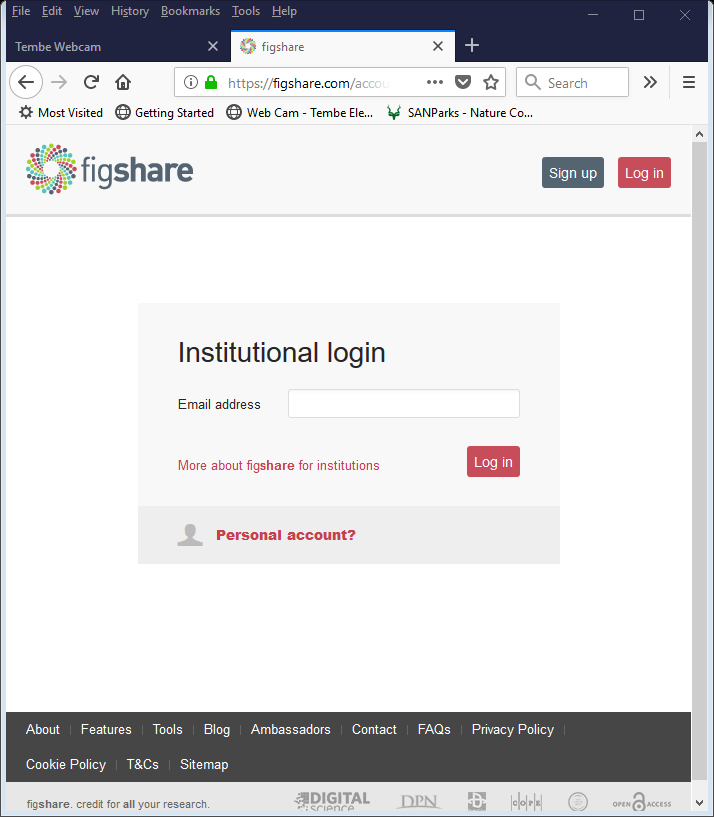 File Edit View History Bookmarks Tools Help
Tembe Webcam figshare
https://figshare.com/accou Search
Most Visited Getting Started Web Cam - Tembe Ele... SANParks - Nature Co...
figshare Sign up Log in
Institutional login
Email address
More about figshare for institutions Log in
Personal account?
About Features Tools Blog Ambassadors Contact FAQs Privacy Policy
Cookie Policy T&Cs Sitemap
figshare. credit for all your research. DIGITAL science DPN D COPE OPEN ACCESS